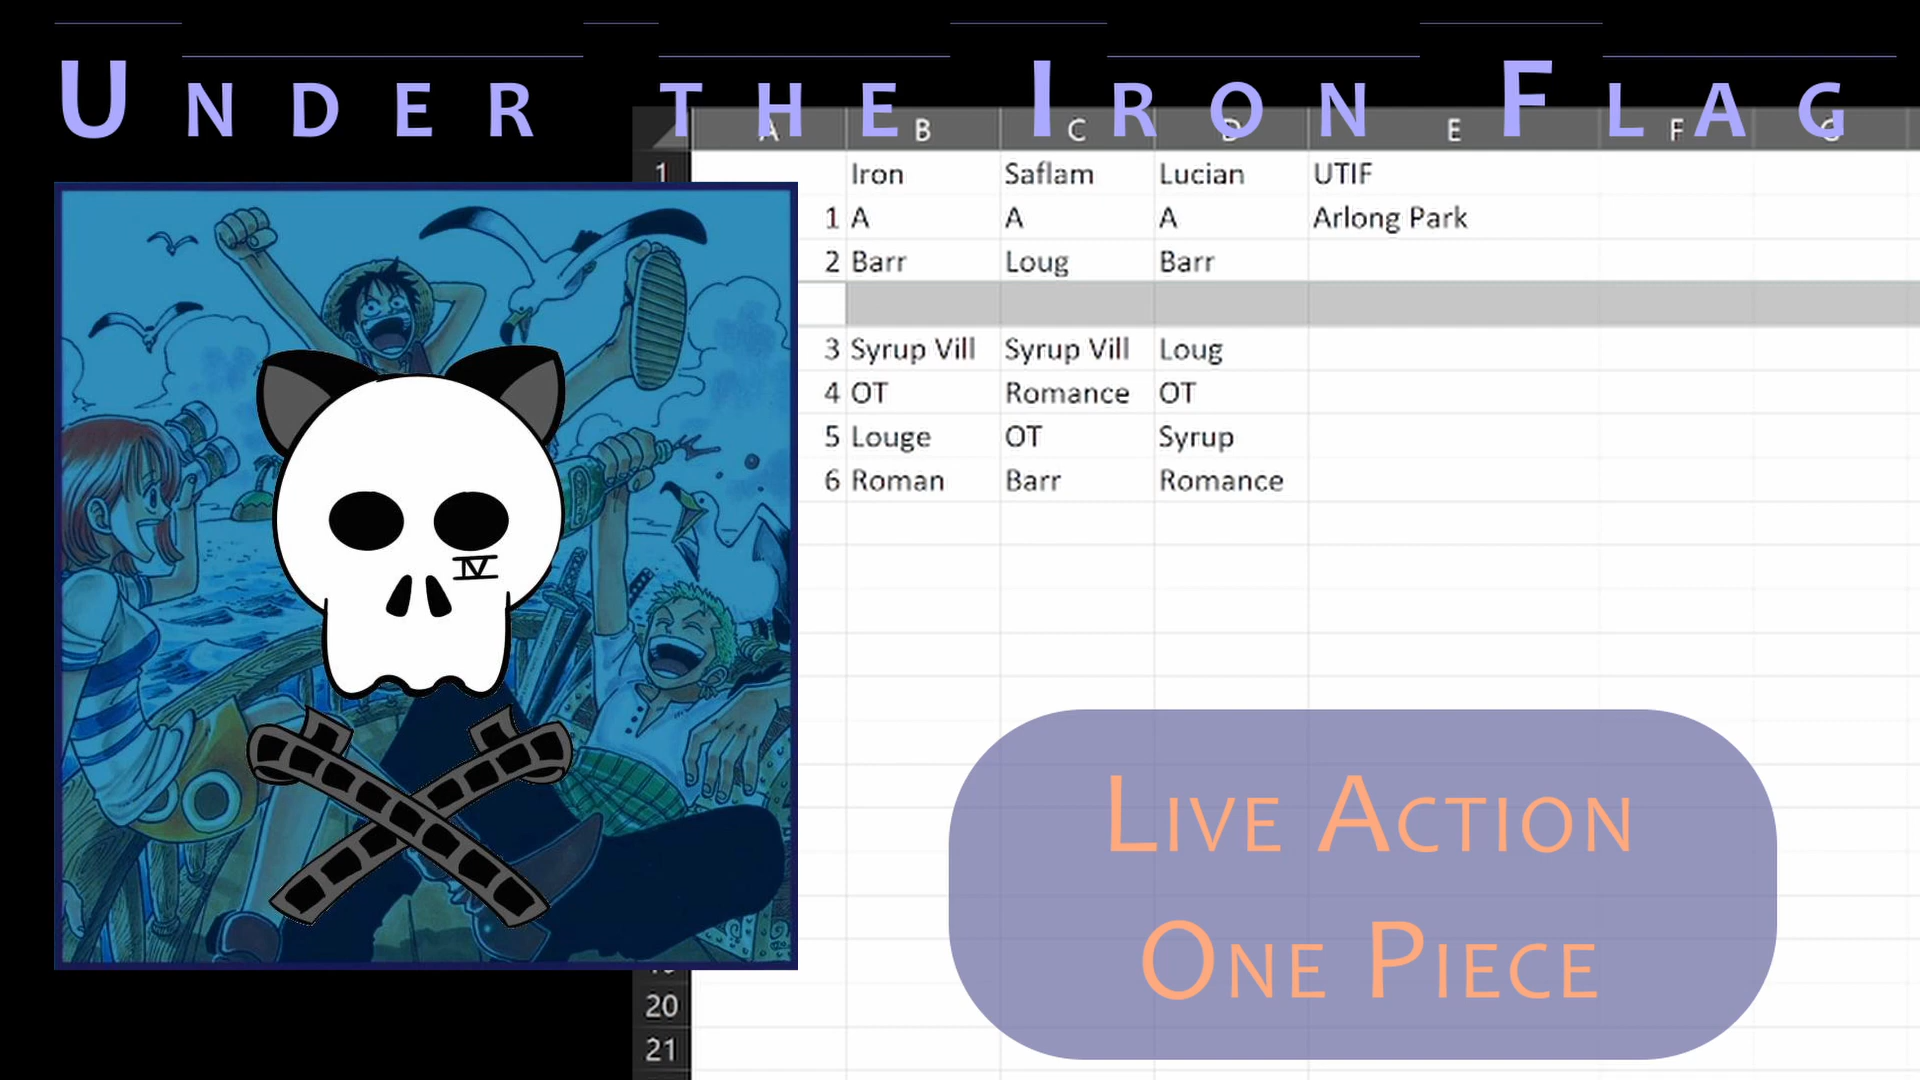 Under the Iron Flag
A B C D E F G
1 Iron Saflam Lucian UTIF
1 A A A Arlong Park
2 Barr Loug Barr
3 Syrup Vill Syrup Vill Loug
4 OT Romance OT
5 Louge OT Syrup
6 Roman Barr Romance
IV
Live Action
One Piece
20
21